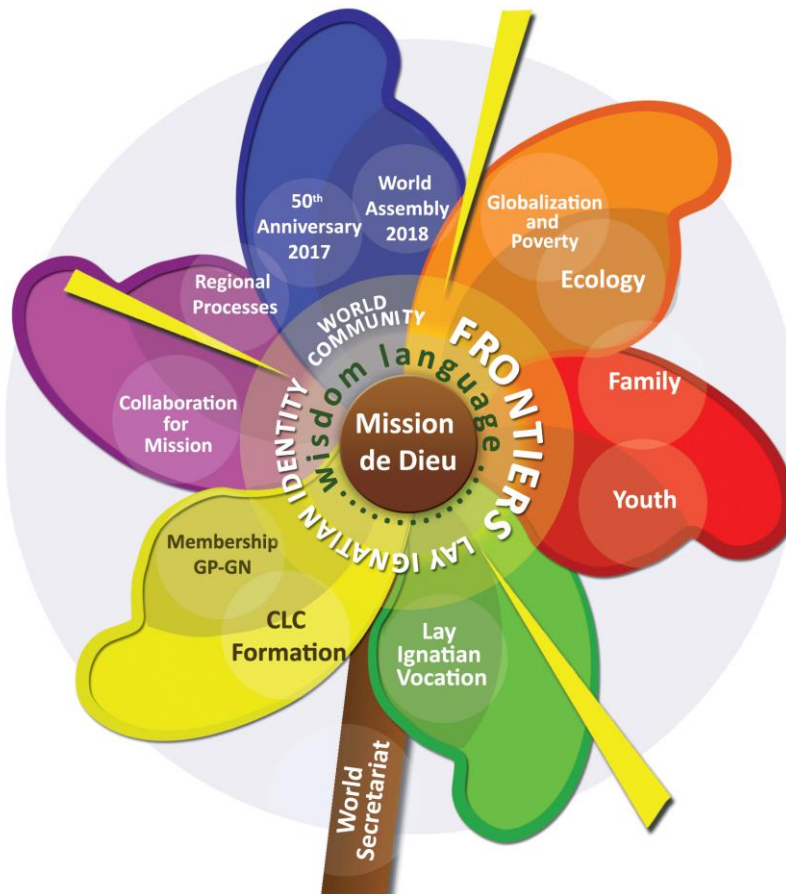 50th
Anniversary
2017
World
Assembly
2018
Globalization
and
Poverty
Ecology
Family
Youth
Lay
Ignatian
Vocation
World
Secretariat
CLC
Formation
Membership
GP-GN
Collaboration
for
Mission
Regional
Processes
WORLD
COMMUNITY
FRONTIERS
LAY IGNATIAN IDENTITY
wisdom language
Mission
de Dieu